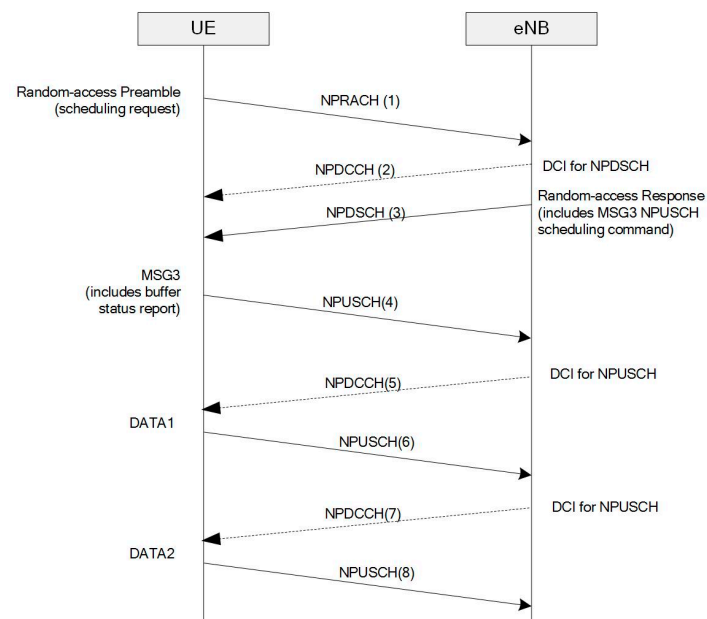 UE
eNB
Random-access Preamble
(scheduling request)
NPRACH (1)
NPDCCH (2)
DCI for NPDSCH
Random-access Response
(includes MSG3 NPUSCH
scheduling command)
NPDSCH (3)
MSG3
(includes buffer
status report)
NPUSCH(4)
DCI for NPUSCH
NPDCCH(5)
DATA1
NPUSCH(6)
DCI for NPUSCH
NPDCCH(7)
DATA2
NPUSCH(8)